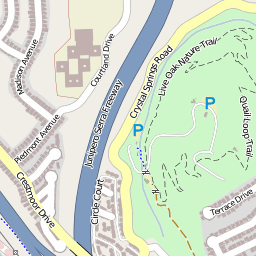 Madison Avenue
Courtland Drive
Crystal Springs Road
Live Oak Nature Trail
Quail Loop Trail
P
P
Junipero Serra Freeway
Piedmont Avenue
Crestmoor Drive
Circle Court
Terrace Drive